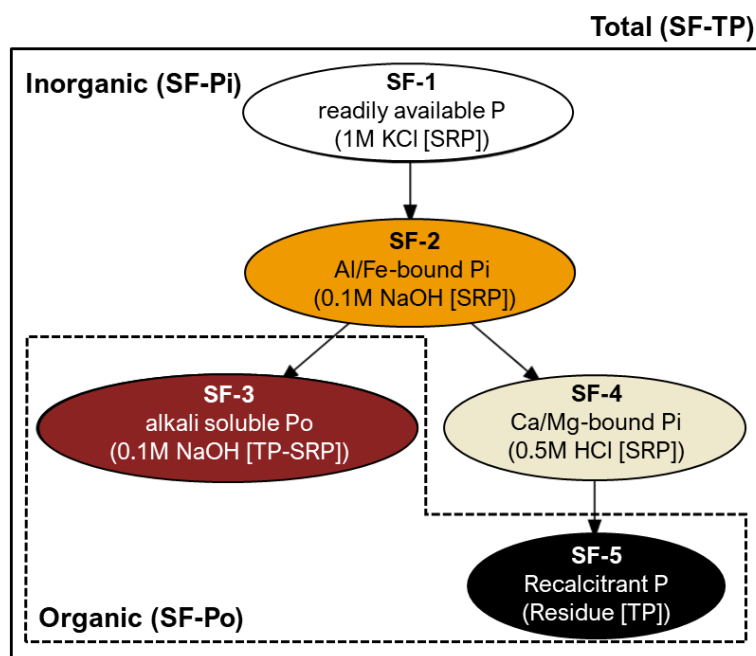 Total (SF-TP)
Inorganic (SF-Pi)
SF-1
readily available P
(1M KCl [SRP])
SF-2
Al/Fe-bound Pi
(0.1M NaOH [SRP])
SF-3
alkali soluble Po
(0.1M NaOH [TP-SRP])
SF-4
Ca/Mg-bound Pi
(0.5M HCl [SRP])
SF-5
Recalcitrant P
(Residue [TP])
Organic (SF-Po)